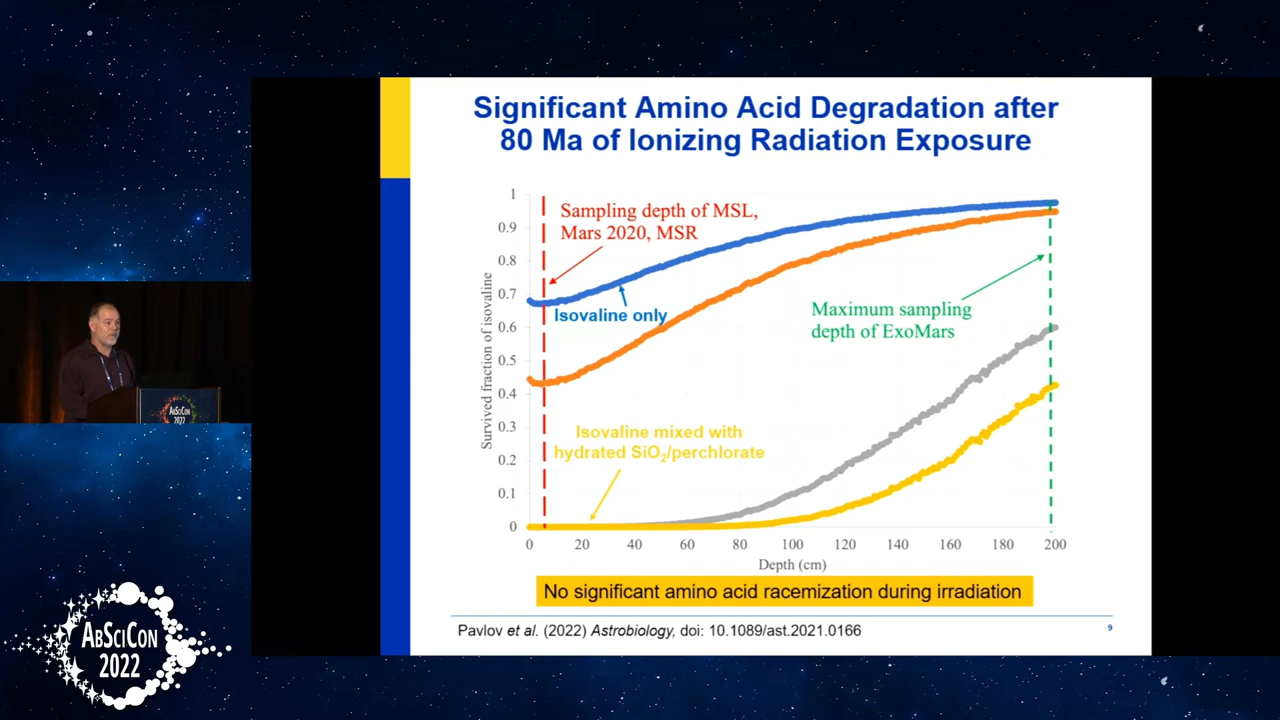 Significant Amino Acid Degradation after
80 Ma of Ionizing Radiation Exposure
Survived fraction of isovaline
1
0.9
0.8
0.7
0.6
0.5
0.4
0.3
0.2
0.1
0
Sampling depth of MSL,
Mars 2020, MSR
Isovaline only
Maximum sampling
depth of ExoMars
Isovaline mixed with
hydrated SiO₂/perchlorate
0 20 40 60 80 100 120 140 160 180 200
Depth (cm)
No significant amino acid racemization during irradiation
Pavlov et al. (2022) Astrobiology, doi: 10.1089/ast.2021.0166
9
AbSciCon
2022
AbSciCon
2022